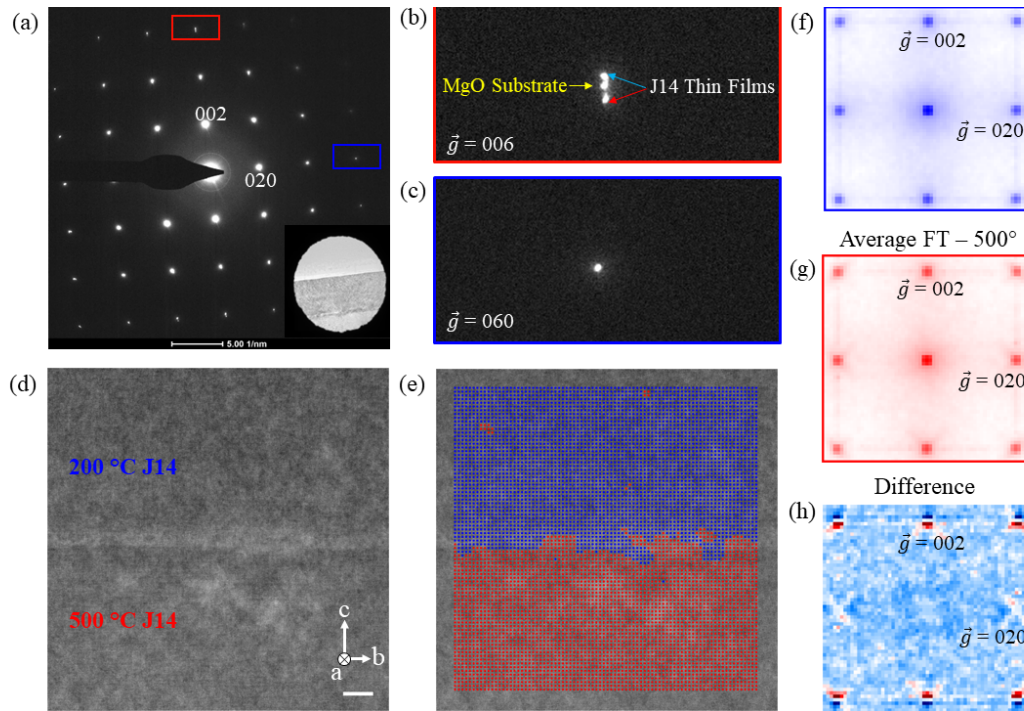 (a)
002
020
5.00 1/nm
(b)
MgO Substrate
J14 Thin Films
g⃗ = 006
(c)
g⃗ = 060
(d)
200 °C J14
500 °C J14
c
b
a
(e)
(f)
g⃗ = 002
g⃗ = 020
Average FT – 500°
(g)
g⃗ = 002
g⃗ = 020
Difference
(h)
g⃗ = 002
g⃗ = 020